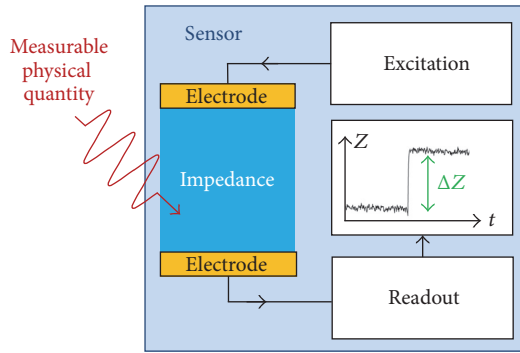 Measurable
physical
quantity
Sensor
Electrode
Impedance
Electrode
Excitation
Z
ΔZ
t
Readout